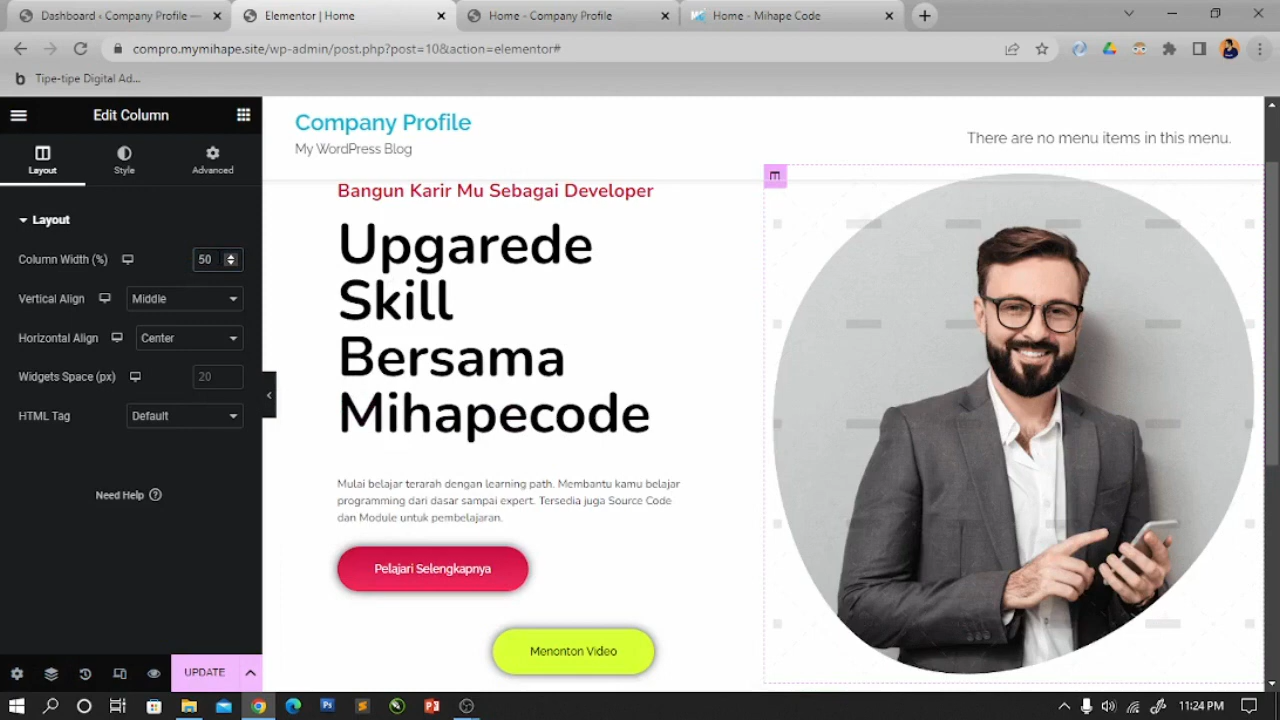 Dashboard ‹ Company Profile —
Elementor | Home
Home - Company Profile
Home - Mihape Code
compro.mymihape.site/wp-admin/post.php?post=10&action=elementor#
Tipe-tipe Digital Ad...
Edit Column
Company Profile
My WordPress Blog
There are no menu items in this menu.
Layout
Style
Advanced
Layout
Column Width (%)
50
Vertical Align
Middle
Horizontal Align
Center
Widgets Space (px)
20
HTML Tag
Default
Need Help
UPDATE
Bangun Karir Mu Sebagai Developer
Upgarede
Skill
Bersama
Mihapecode
Mulai belajar terarah dengan learning path. Membantu kamu belajar
programming dari dasar sampai expert. Tersedia juga Source Code
dan Module untuk pembelajaran.
Pelajari Selengkapnya
Menonton Video
11:24 PM